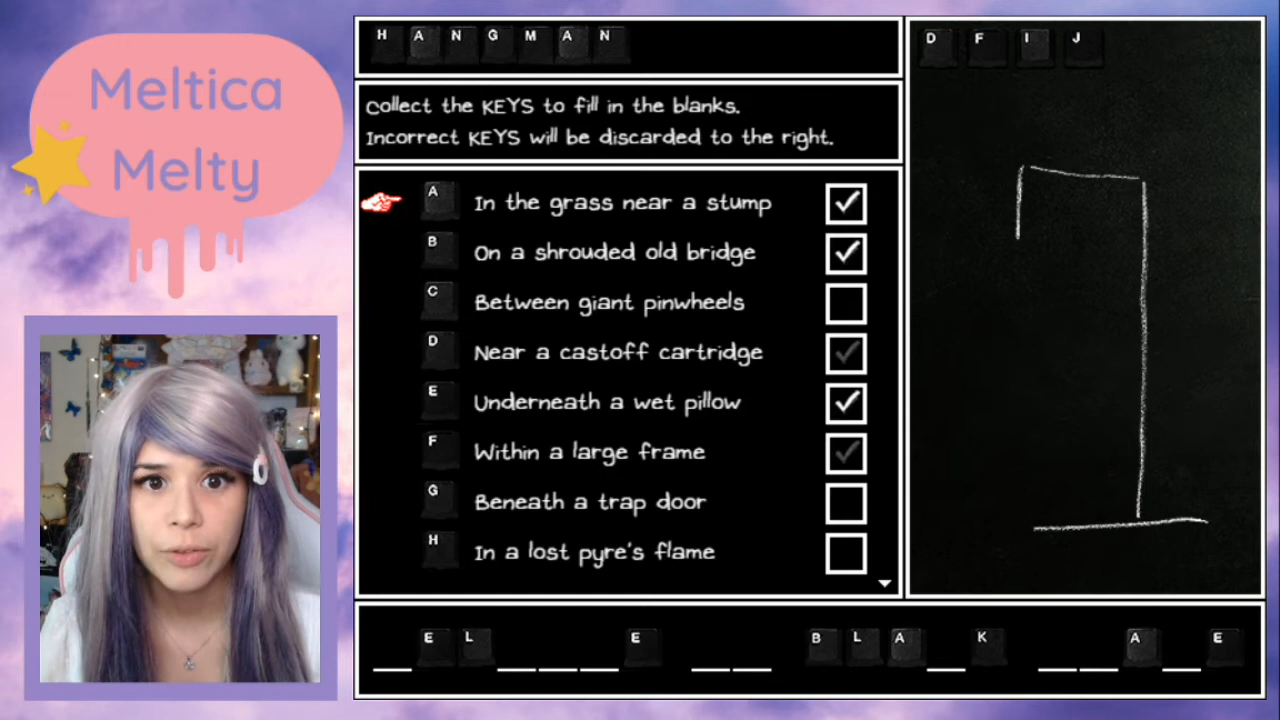 Meltica
Melty
H A N G M A N
Collect the KEYS to fill in the blanks.
Incorrect KEYS will be discarded to the right.
A In the grass near a stump
B On a shrouded old bridge
C Between giant pinwheels
D Near a castoff cartridge
E Underneath a wet pillow
F Within a large frame
G Beneath a trap door
H In a lost pyre's flame
D F I J
_ E L _ _ _ E _ _ B L A _ K _ _ A _ E